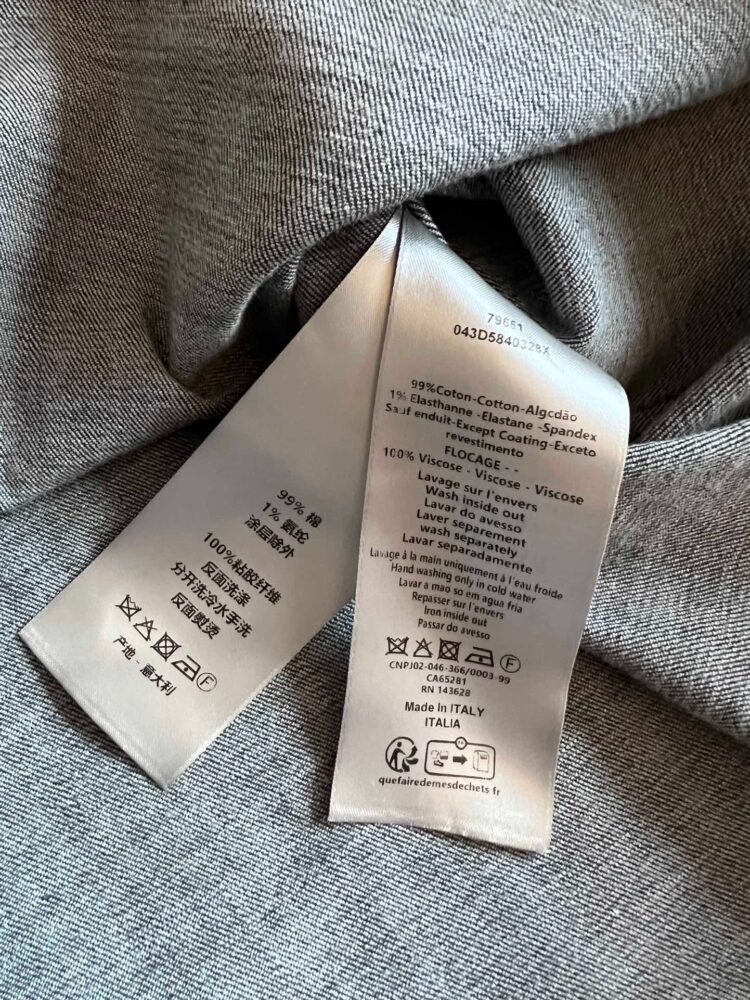 99% 棉
1% 氨纶
涂层除外
100%粘胶纤维
反面洗涤
分开洗冷水手洗
反面熨烫
F
产地 - 意大利
79651
043D584032BX
99%Coton-Cotton-Algodão
1% Elasthanne -Elastane -Spandex
Sauf enduit-Except Coating-Exceto
revestimento
FLOCAGE - -
100% Viscose - Viscose - Viscose
Lavage sur l'envers
Wash inside out
Lavar do avesso
Laver separement
wash separately
Lavar separadamente
Lavage à la main uniquement à l'eau froide
Hand washing only in cold water
Lavar a mao so em agua fria
Repasser sur l'envers
Iron inside out
Passar do avesso
F
CNPJ02-046-366/0003-99
CA65281
RN 143628
Made In ITALY
ITALIA
FR
quefairedemesdechets fr